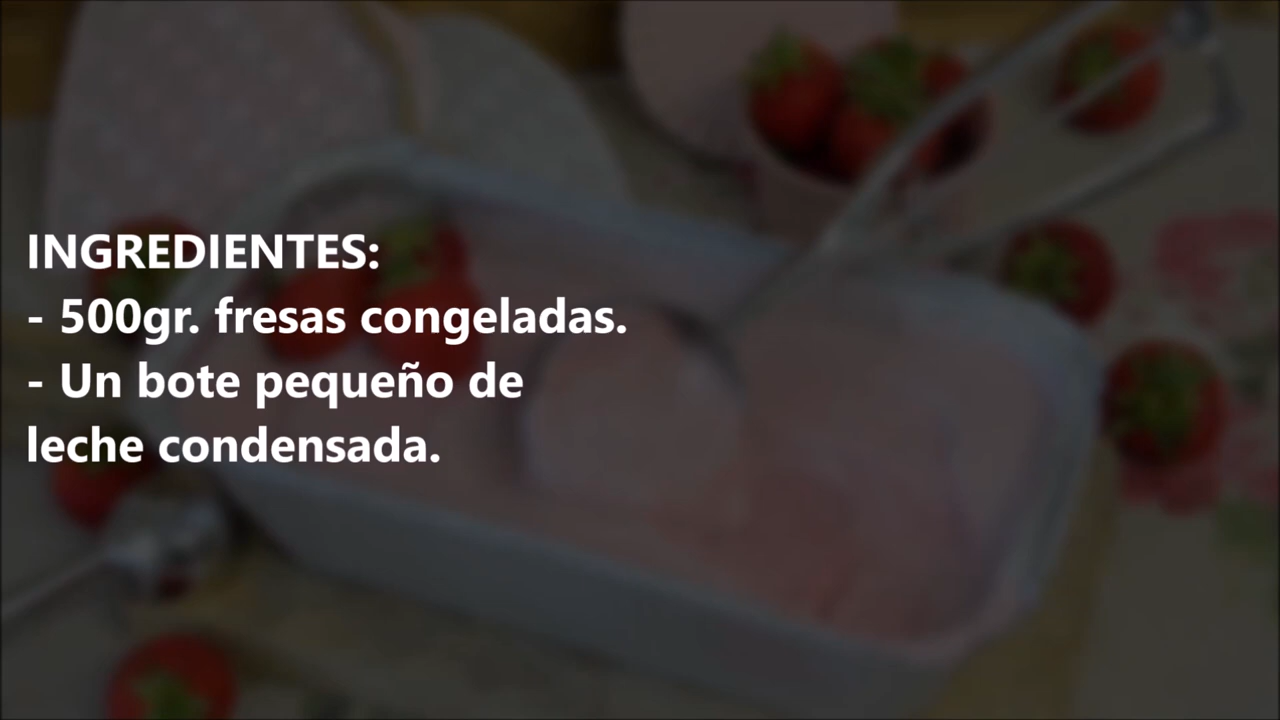 INGREDIENTES:
- 500gr. fresas congeladas.
- Un bote pequeño de
leche condensada.